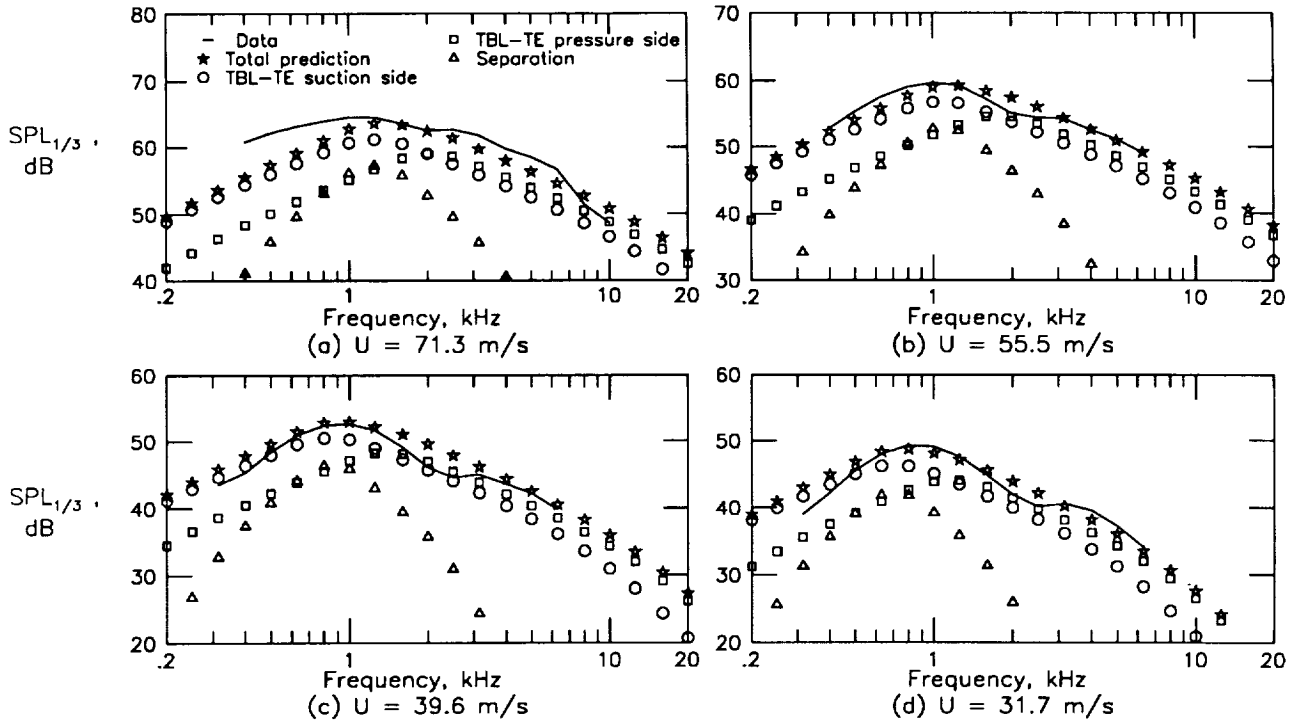 80
70
60
50
40
SPL1/3 ,
dB
— Data
★ Total prediction
○ TBL-TE suction side
□ TBL-TE pressure side
△ Separation
.2 1 10 20
Frequency, kHz
(a) U = 71.3 m/s
70
60
50
40
30
.2 1 10 20
Frequency, kHz
(b) U = 55.5 m/s
60
50
40
30
20
SPL1/3 ,
dB
.2 1 10 20
Frequency, kHz
(c) U = 39.6 m/s
60
50
40
30
20
.2 1 10 20
Frequency, kHz
(d) U = 31.7 m/s